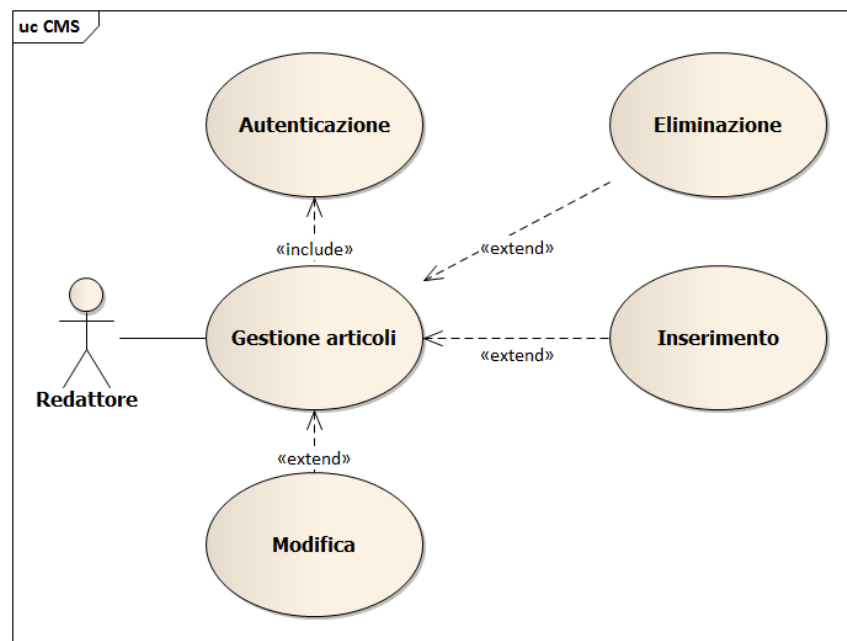 uc CMS
Autenticazione
Eliminazione
«include»
«extend»
Gestione articoli
Inserimento
«extend»
Redattore
«extend»
Modifica